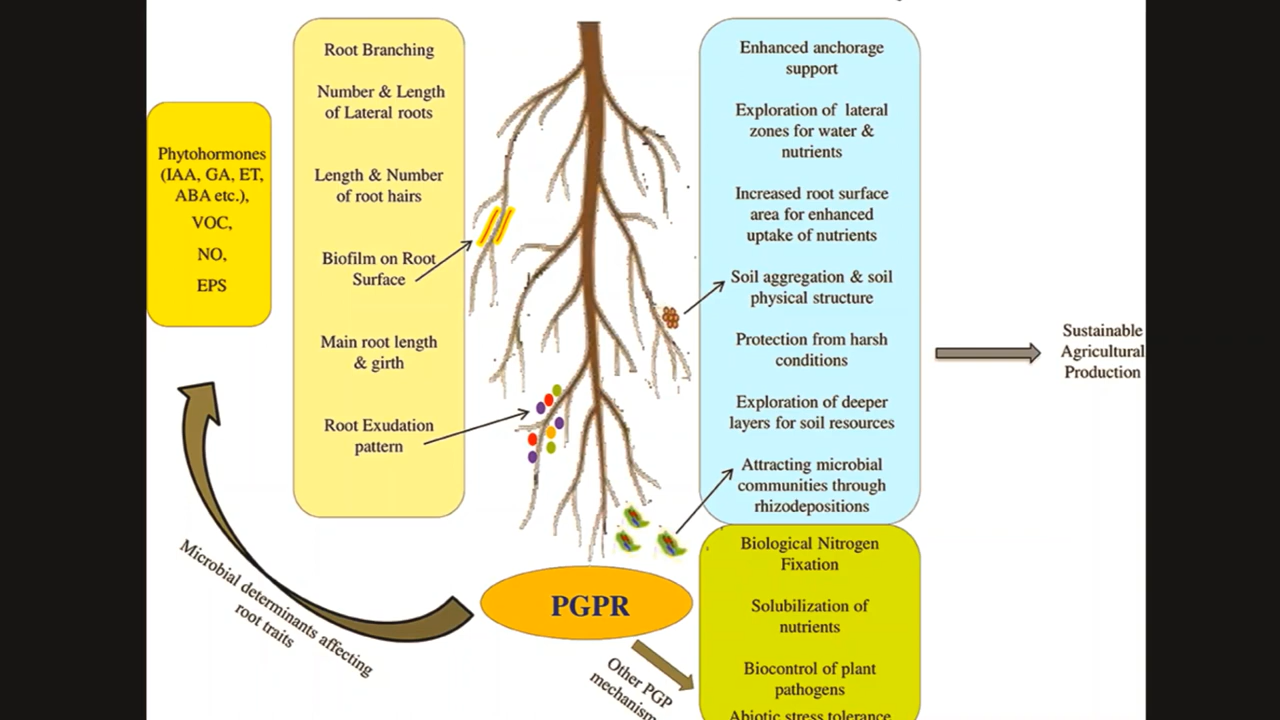 Phytohormones
(IAA, GA, ET,
ABA etc.),
VOC,
NO,
EPS
Root Branching
Number & Length
of Lateral roots
Length & Number
of root hairs
Biofilm on Root
Surface
Main root length
& girth
Root Exudation
pattern
Enhanced anchorage
support
Exploration of lateral
zones for water &
nutrients
Increased root surface
area for enhanced
uptake of nutrients
Soil aggregation & soil
physical structure
Protection from harsh
conditions
Exploration of deeper
layers for soil resources
Attracting microbial
communities through
rhizodepositions
Sustainable
Agricultural
Production
Microbial determinants affecting
root traits
PGPR
Other PGP
mechanism
Biological Nitrogen
Fixation
Solubilization of
nutrients
Biocontrol of plant
pathogens
Abiotic stress tolerance